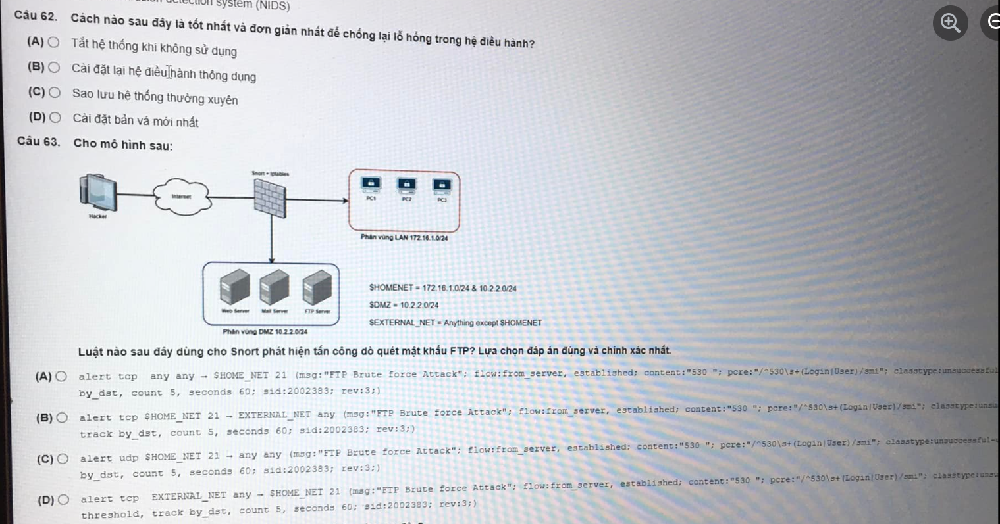 detection system (NIDS)
Câu 62. Cách nào sau đây là tốt nhất và đơn giản nhất để chống lại lỗ hổng trong hệ điều hành?
(A) Tắt hệ thống khi không sử dụng
(B) Cài đặt lại hệ điều hành thông dụng
(C) Sao lưu hệ thống thường xuyên
(D) Cài đặt bản vá mới nhất
Câu 63. Cho mô hình sau:
Snort + Iptables
Internet
Hacker
PC1 PC2 PC3
Phân vùng LAN 172.16.1.0/24
Web Server Mail Server FTP Server
Phân vùng DMZ 10.2.2.0/24
$HOMENET = 172.16.1.0/24 & 10.2.2.0/24
$DMZ = 10.2.2.0/24
$EXTERNAL_NET = Anything except $HOMENET
Luật nào sau đây dùng cho Snort phát hiện tấn công dò quét mật khẩu FTP? Lựa chọn đáp án đúng và chính xác nhất.
(A) alert tcp any any → $HOME_NET 21 (msg:"FTP Brute force Attack"; flow:from_server, established; content:"530 "; pcre:"/^530\s+(Login|User)/smi"; classtype:unsuccessful
by_dst, count 5, seconds 60; sid:2002383; rev:3;)
(B) alert tcp $HOME_NET 21 → EXTERNAL_NET any (msg:"FTP Brute force Attack"; flow:from_server, established; content:"530 "; pcre:"/^530\s+(Login|User)/smi"; classtype:unsu
track by_dst, count 5, seconds 60; sid:2002383; rev:3;)
(C) alert udp $HOME_NET 21 → any any (msg:"FTP Brute force Attack"; flow:from_server, established; content:"530 "; pcre:"/^530\s+(Login|User)/smi"; classtype:unsuccessful-
by_dst, count 5, seconds 60; sid:2002383; rev:3;)
(D) alert tcp EXTERNAL_NET any → $HOME_NET 21 (msg:"FTP Brute force Attack"; flow:from_server, established; content:"530 "; pcre:"/^530\s+(Login|User)/smi"; classtype:unsu
threshold, track by_dst, count 5, seconds 60; sid:2002383; rev:3;)